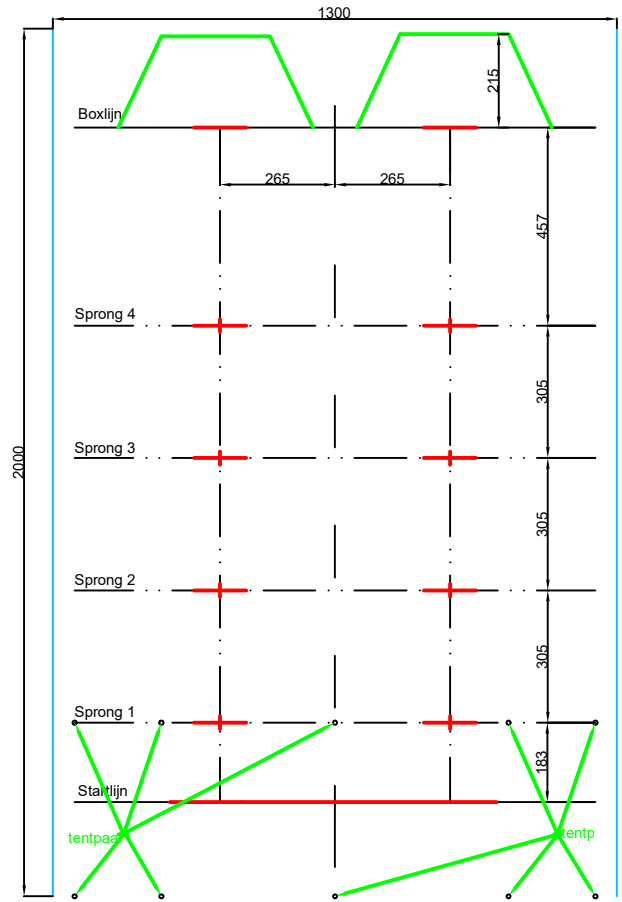 1300
215
Boxlijn
265 265
457
Sprong 4
305
2000
Sprong 3
305
Sprong 2
305
Sprong 1
183
Startlijn
tentpaal
tentp